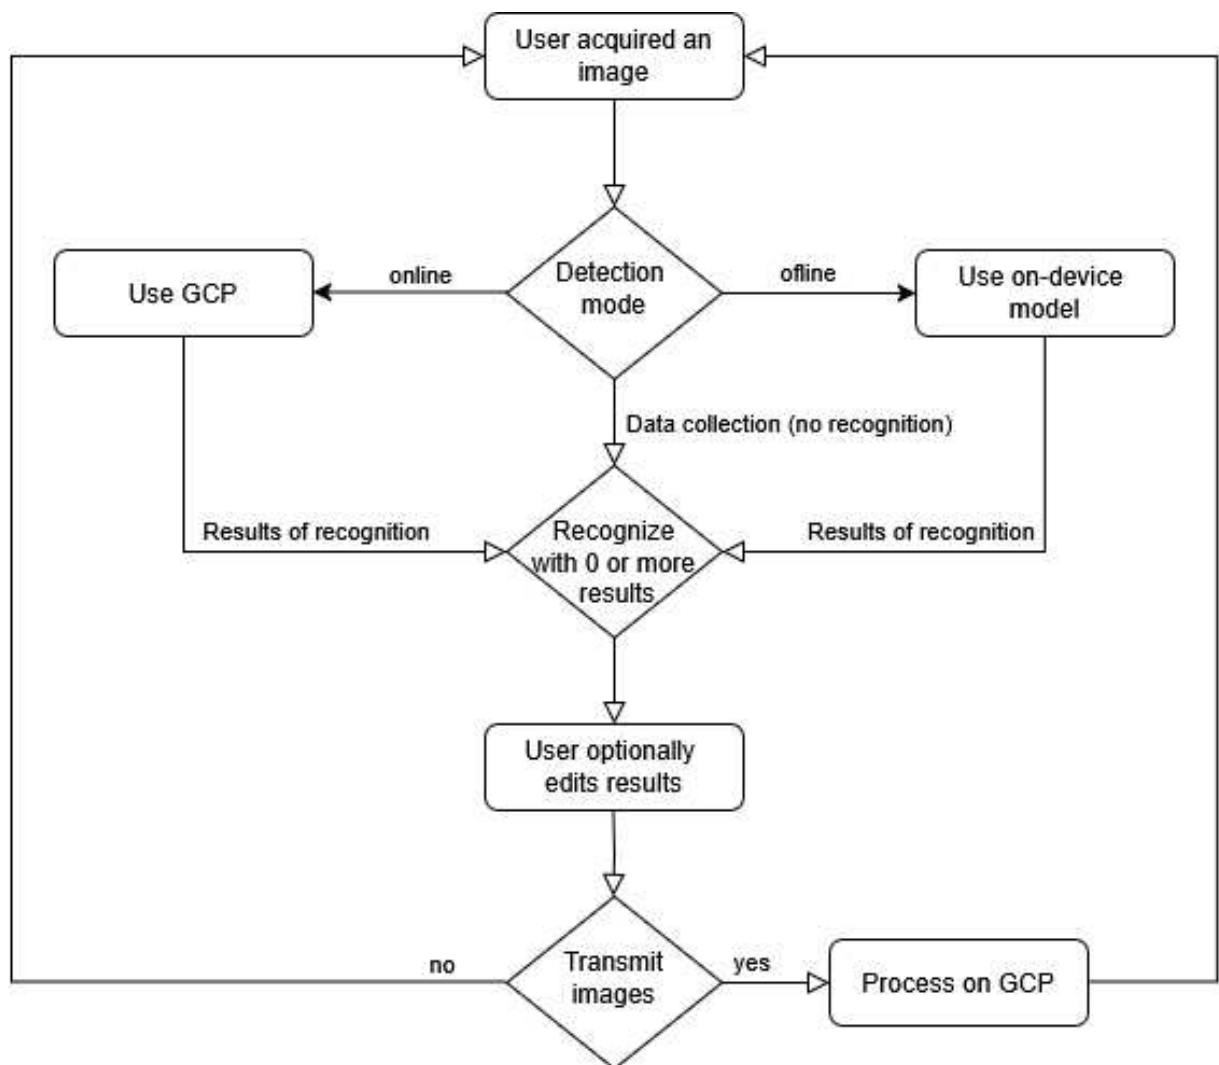 User acquired an
image
online
Detection
mode
ofline
Use GCP
Use on-device
model
Data collection (no recognition)
Results of recognition
Recognize
with 0 or more
results
Results of recognition
User optionally
edits results
no
Transmit
images
yes
Process on GCP